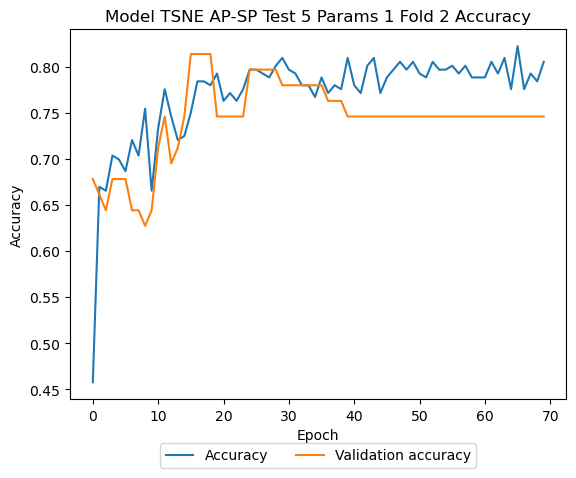 Model TSNE AP-SP Test 5 Params 1 Fold 2 Accuracy
0.80
0.75
0.70
0.65
0.60
0.55
0.50
0.45
Accuracy
0 10 20 30 40 50 60 70
Epoch
Accuracy Validation accuracy